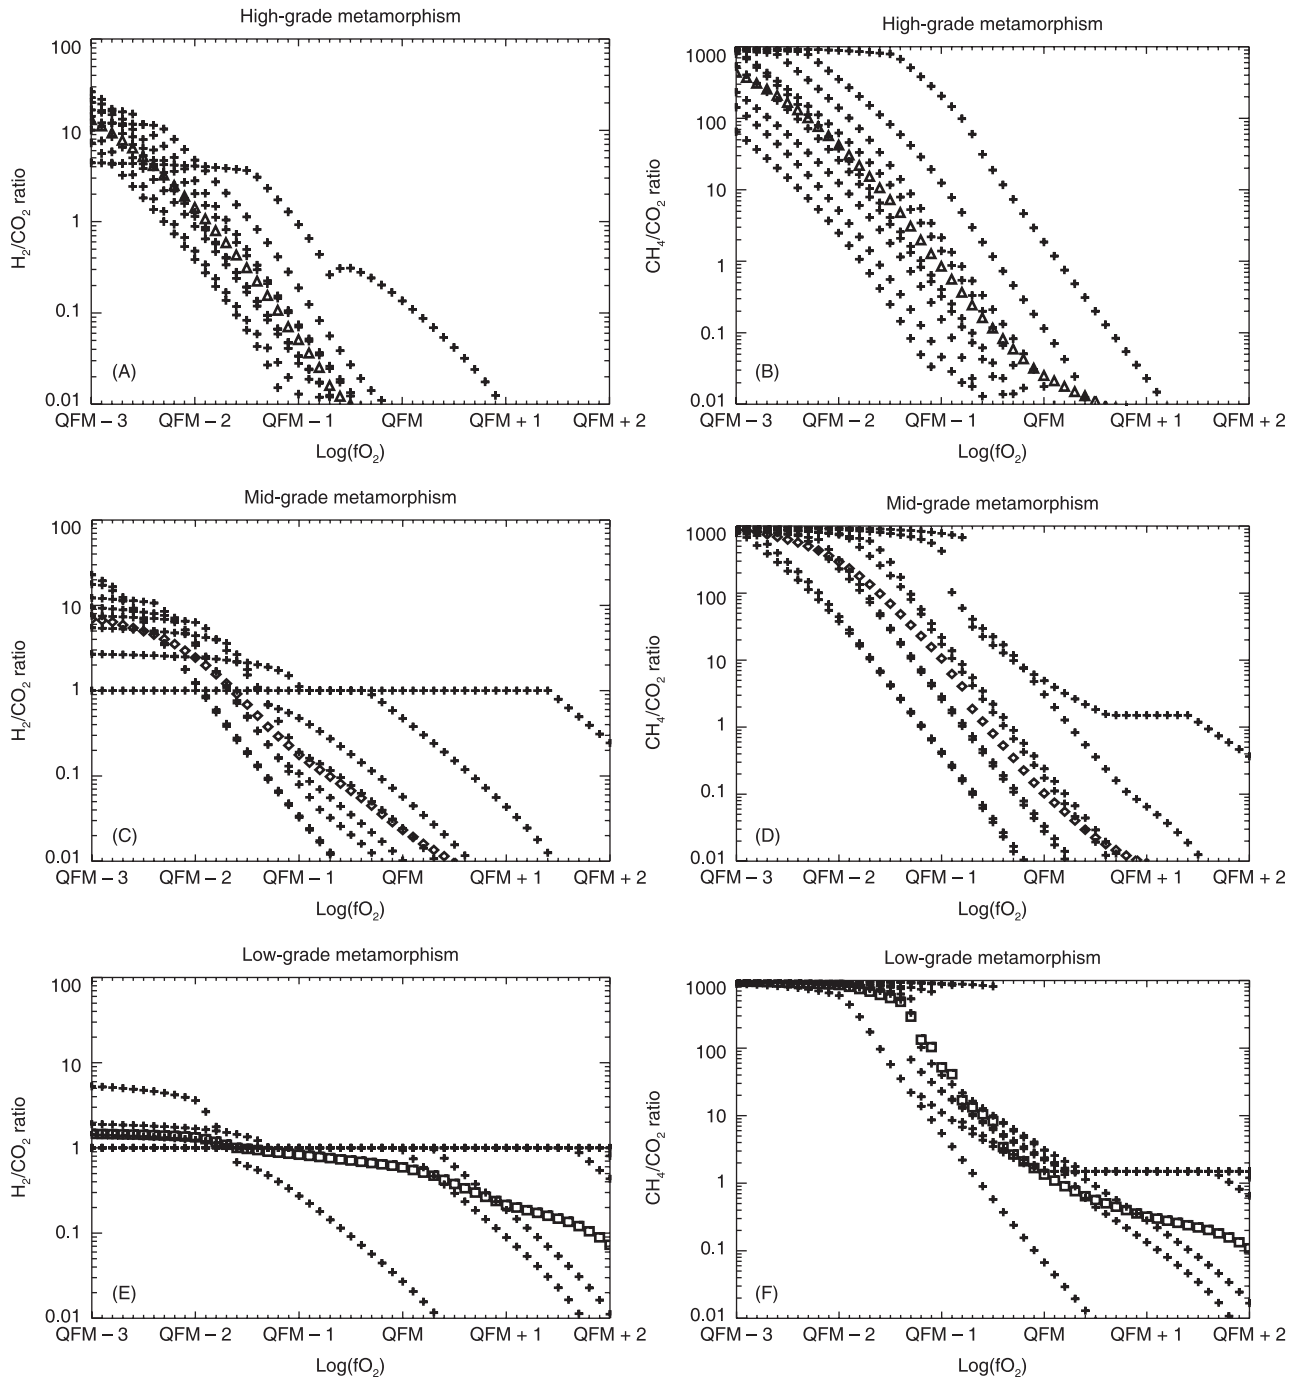 High-grade metamorphism
100
10
1
0.1
0.01
H₂/CO₂ ratio
(A)
QFM – 3 QFM – 2 QFM – 1 QFM QFM + 1 QFM + 2
Log(fO₂)
High-grade metamorphism
1000
100
10
1
0.1
0.01
CH₄/CO₂ ratio
(B)
QFM – 3 QFM – 2 QFM – 1 QFM QFM + 1 QFM + 2
Log(fO₂)
Mid-grade metamorphism
100
10
1
0.1
0.01
H₂/CO₂ ratio
(C)
QFM – 3 QFM – 2 QFM – 1 QFM QFM + 1 QFM + 2
Log(fO₂)
Mid-grade metamorphism
1000
100
10
1
0.1
0.01
CH₄/CO₂ ratio
(D)
QFM – 3 QFM – 2 QFM – 1 QFM QFM + 1 QFM + 2
Log(fO₂)
Low-grade metamorphism
100
10
1
0.1
0.01
H₂/CO₂ ratio
(E)
QFM – 3 QFM – 2 QFM – 1 QFM QFM + 1 QFM + 2
Log(fO₂)
Low-grade metamorphism
1000
100
10
1
0.1
0.01
CH₄/CO₂ ratio
(F)
QFM – 3 QFM – 2 QFM – 1 QFM QFM + 1 QFM + 2
Log(fO₂)